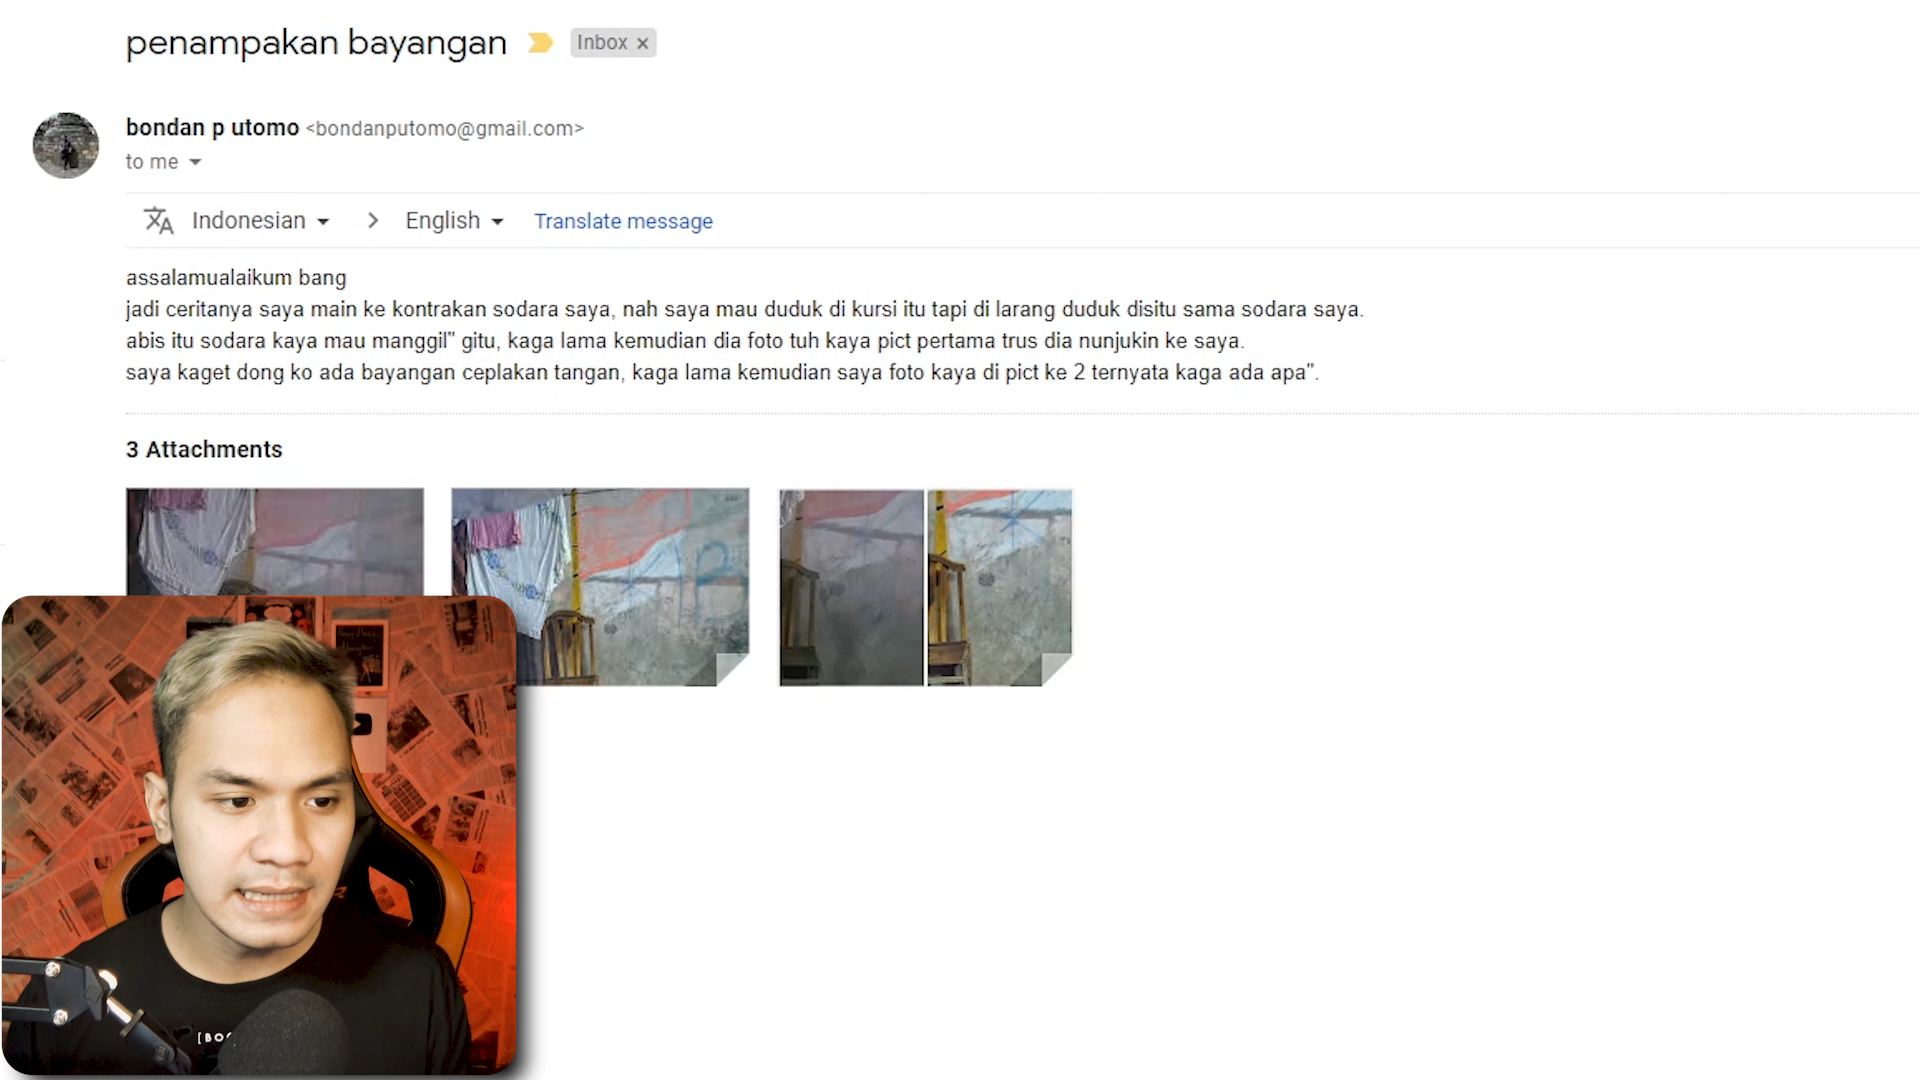 penampakan bayangan
Inbox x
bondan p utomo <bondanputomo@gmail.com>
to me
Indonesian > English Translate message
assalamualaikum bang
jadi ceritanya saya main ke kontrakan sodara saya, nah saya mau duduk di kursi itu tapi di larang duduk disitu sama sodara saya.
abis itu sodara kaya mau manggil" gitu, kaga lama kemudian dia foto tuh kaya pict pertama trus dia nunjukin ke saya.
saya kaget dong ko ada bayangan ceplakan tangan, kaga lama kemudian saya foto kaya di pict ke 2 ternyata kaga ada apa".
3 Attachments